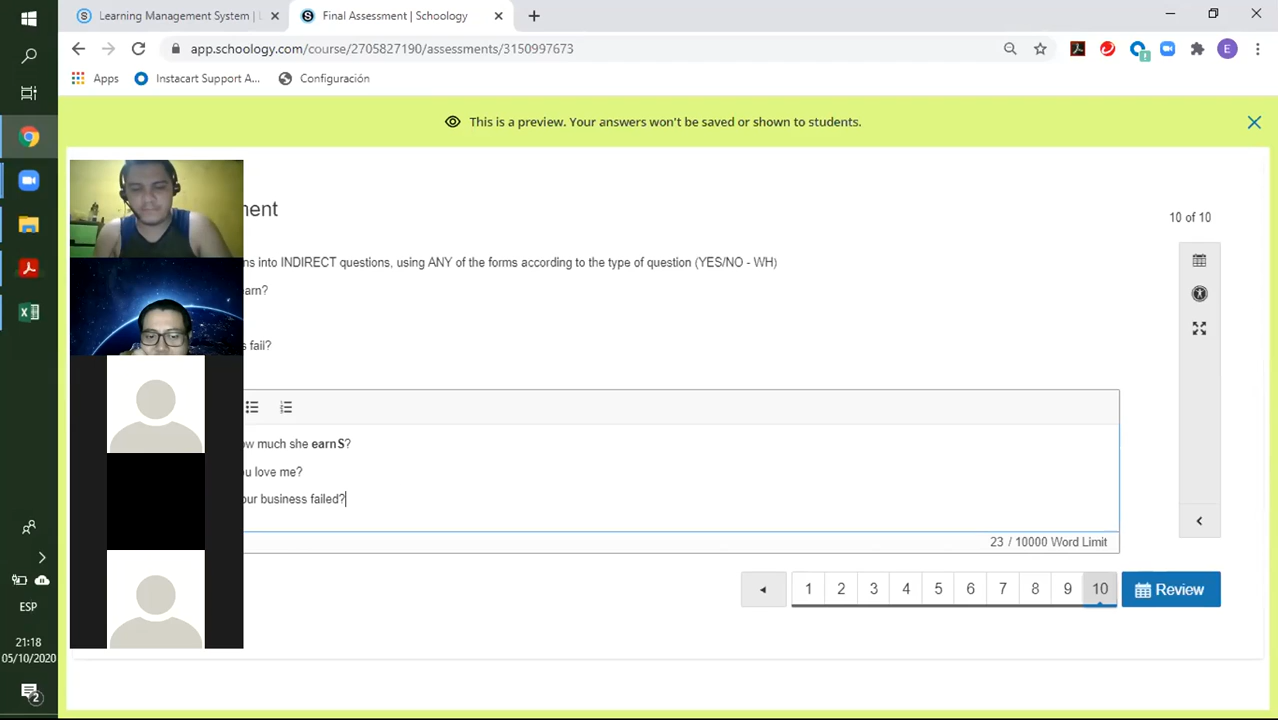 Learning Management System |
Final Assessment | Schoology
app.schoology.com/course/2705827190/assessments/3150997673
E
Apps
Instacart Support A...
Configuración
This is a preview. Your answers won't be saved or shown to students.
ment
10 of 10
ns into INDIRECT questions, using ANY of the forms according to the type of question (YES/NO - WH)
arn?
s fail?
ow much she earnS?
ou love me?
our business failed?
23 / 10000 Word Limit
1 2 3 4 5 6 7 8 9 10 Review
ESP
21:18
05/10/2020
2